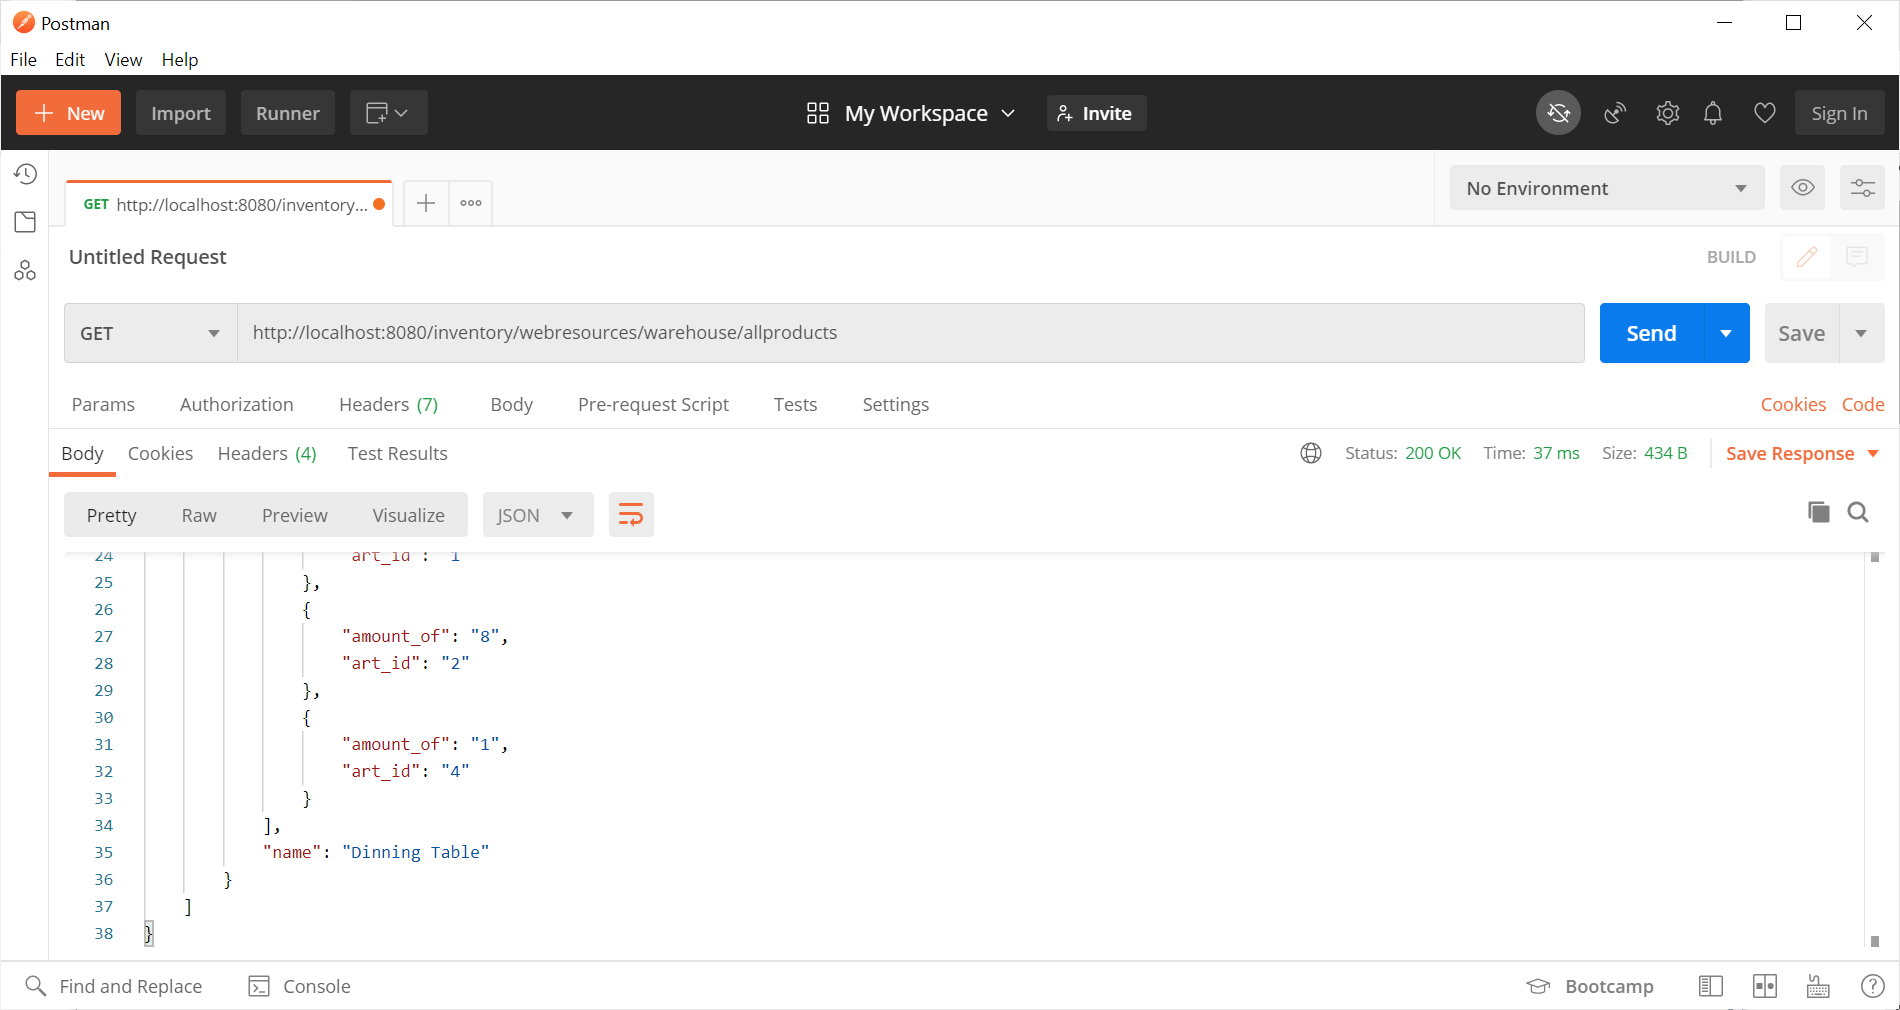 Postman
File Edit View Help
New Import Runner My Workspace Invite Sign In
GET http://localhost:8080/inventory... No Environment
Untitled Request BUILD
GET http://localhost:8080/inventory/webresources/warehouse/allproducts Send Save
Params Authorization Headers (7) Body Pre-request Script Tests Settings Cookies Code
Body Cookies Headers (4) Test Results Status: 200 OK Time: 37 ms Size: 434 B Save Response
Pretty Raw Preview Visualize JSON
24 art_id : 1
25 },
26 {
27 "amount_of": "8",
28 "art_id": "2"
29 },
30 {
31 "amount_of": "1",
32 "art_id": "4"
33 }
34 ],
35 "name": "Dinning Table"
36 }
37 ]
38 }
Find and Replace Console Bootcamp